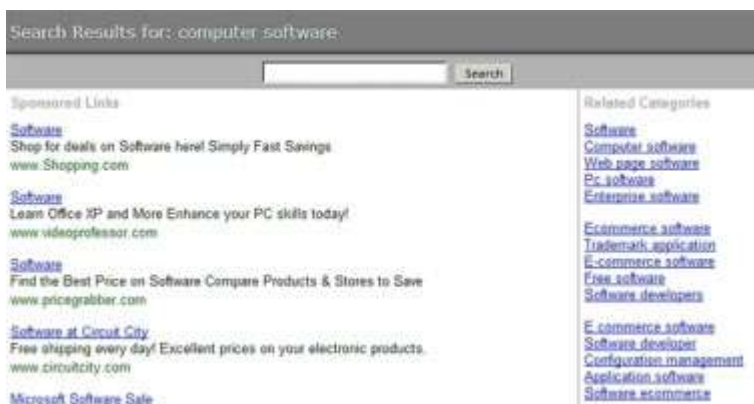 Search Results for: computer software
Search
Sponsored Links
Software
Shop for deals on Software here! Simply Fast Savings
www.Shopping.com
Software
Learn Office XP and More Enhance your PC skills today!
www.videoprofessor.com
Software
Find the Best Price on Software Compare Products & Stores to Save
www.pricegrabber.com
Software at Circuit City
Free shipping every day! Excellent prices on your electronic products.
www.circuitcity.com
Microsoft Software Sale
Related Categories
Software
Computer software
Web page software
Pc software
Enterprise software
Ecommerce software
Trademark application
E-commerce software
Free software
Software developers
E commerce software
Software developer
Configuration management
Application software
Software ecommerce